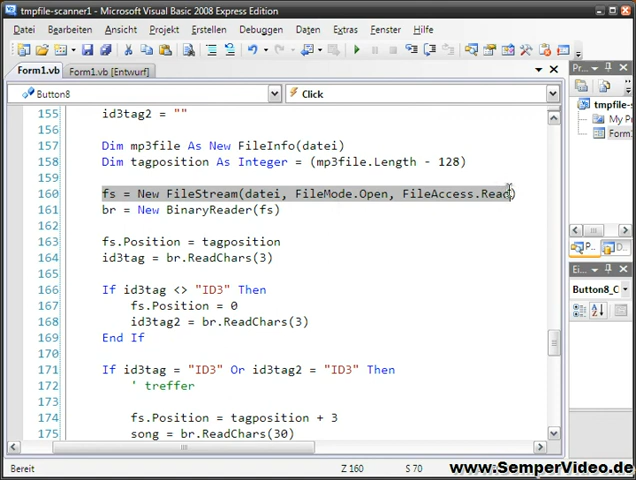 tmpfile-scanner1 - Microsoft Visual Basic 2008 Express Edition
Datei Bearbeiten Ansicht Projekt Erstellen Debuggen Daten Extras Fenster Hilfe
Form1.vb Form1.vb [Entwurf]
Button8 Click
155 id3tag2 = ""
156
157 Dim mp3file As New FileInfo(datei)
158 Dim tagposition As Integer = (mp3file.Length - 128)
159
160 fs = New FileStream(datei, FileMode.Open, FileAccess.Read)
161 br = New BinaryReader(fs)
162
163 fs.Position = tagposition
164 id3tag = br.ReadChars(3)
165
166 If id3tag <> "ID3" Then
167 fs.Position = 0
168 id3tag2 = br.ReadChars(3)
169 End If
170
171 If id3tag = "ID3" Or id3tag2 = "ID3" Then
172 ' treffer
173
174 fs.Position = tagposition + 3
175 song = br.ReadChars(30)
Pr...
tmpfile-s
My Pr
Form1
P... D...
Ei...
Button8_C
Bereit Z 160 S 70
www.SemperVideo.de